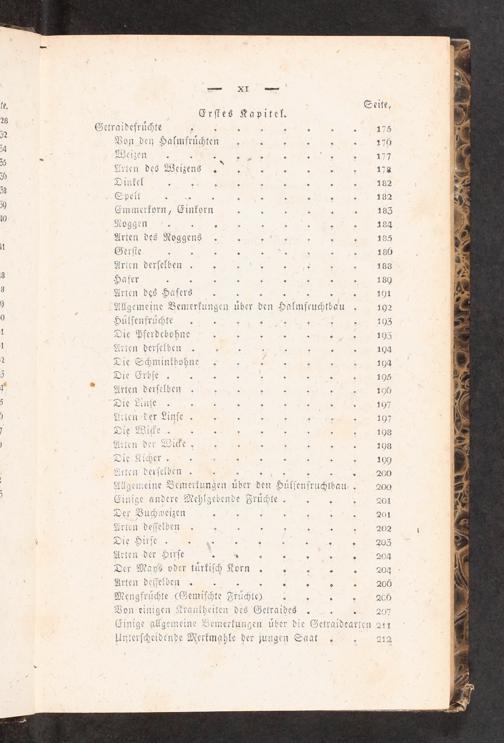 — XI —
Erstes Kapitel.
Seite.
Getraidefrüchte . . . . . . . 175
Von den Halmfrüchten . . . . . . 176
Weizen . . . . . . . . 177
Arten des Weizens . . . . . . . 178
Dinkel . . . . . . . . 182
Spelt . . . . . . . . 182
Emmerkorn, Einkorn . . . . . . 183
Roggen . . . . . . . . 184
Arten des Roggens . . . . . . . 185
Gerste . . . . . . . . 186
Arten derselben . . . . . . . . 188
Hafer . . . . . . . . 189
Arten des Hafers . . . . . . . 191
Allgemeine Bemerkungen über den Halmfruchtbau . 192
Hülsenfrüchte . . . . . . . 193
Die Pferdebohne . . . . . . . 193
Arten derselben . . . . . . . . 194
Die Schminkbohne . . . . . . . 194
Die Erbse . . . . . . . . 195
Arten derselben . . . . . . . . 196
Die Linse . . . . . . . . 197
Arten der Linse . . . . . . . . 197
Die Wicke . . . . . . . . 198
Arten der Wicke . . . . . . . . 198
Die Kicher . . . . . . . . 199
Arten derselben . . . . . . . . 200
Allgemeine Bemerkungen über den Hülsenfruchtbau . 200
Einige andere Mehlgebende Früchte . . . . 201
Der Buchweizen . . . . . . . 201
Arten desselben . . . . . . . . 202
Die Hirse . . . . . . . . 203
Arten der Hirse . . . . . . . 204
Der Mays oder türkisch Korn . . . . . 204
Arten desselben . . . . . . . . 206
Mengfrüchte (Gemischte Früchte) . . . . 206
Von einigen Krankheiten des Getraides . . . 207
Einige allgemeine Bemerkungen über die Getraidearten 211
Unterscheidende Merkmahle der jungen Saat . . 212